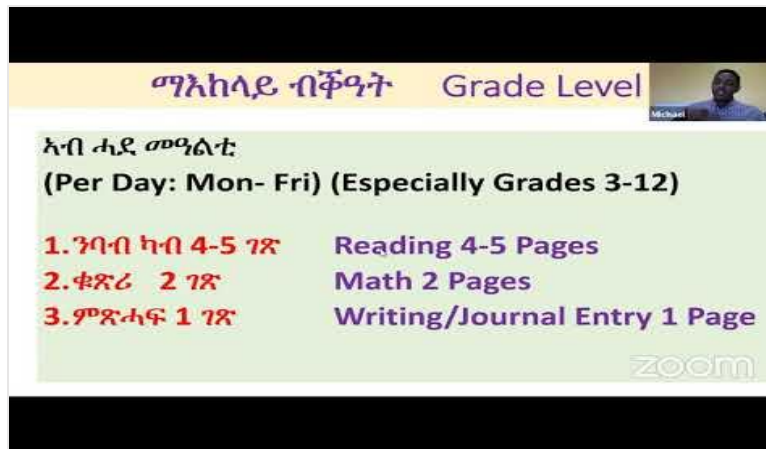 ማእከላይ ብቕዓት Grade Level
Michael
ኣብ ሓደ መዓልቲ
(Per Day: Mon- Fri) (Especially Grades 3-12)
1.ንባብ ካብ 4-5 ገጽ Reading 4-5 Pages
2.ቁጽሪ 2 ገጽ Math 2 Pages
3.ምጽሓፍ 1 ገጽ Writing/Journal Entry 1 Page
zoom